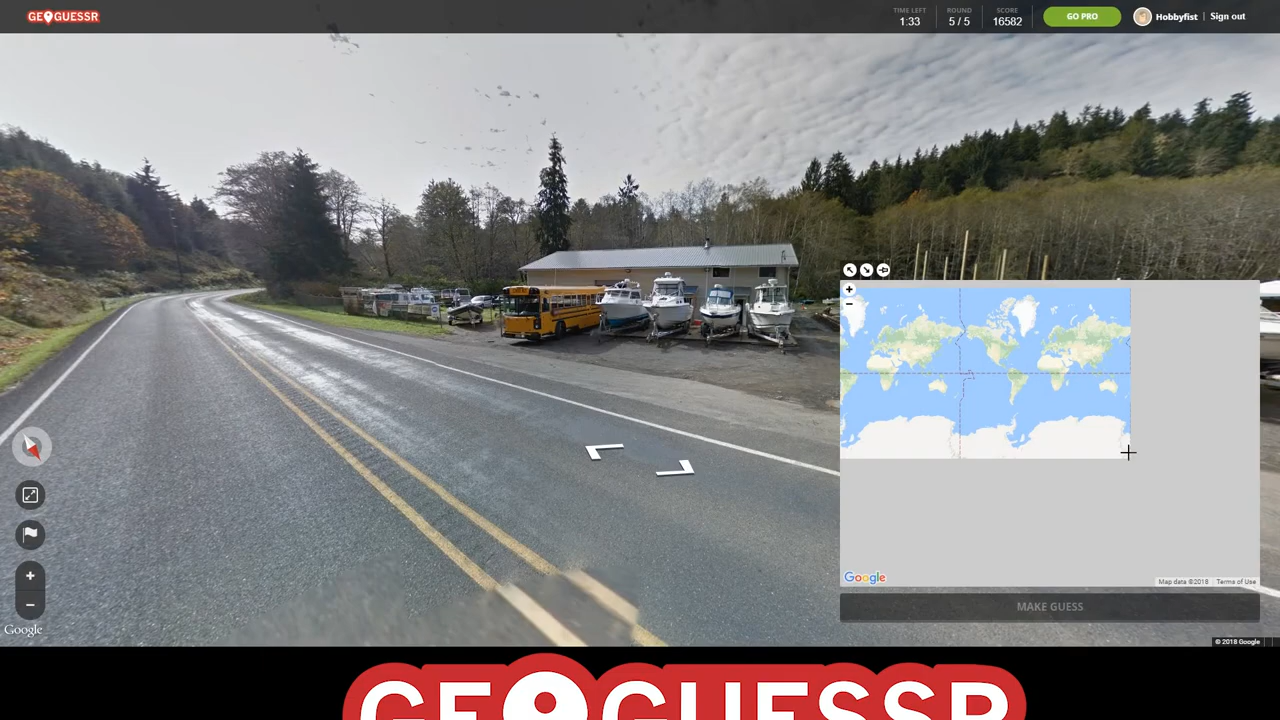 GEOGUESSR
TIME LEFT
1:33
ROUND
5 / 5
SCORE
16582
GO PRO
Hobbyfist
Sign out
Google
Map data ©2018
Terms of Use
MAKE GUESS
Google
© 2018 Google
GEOGUESSR